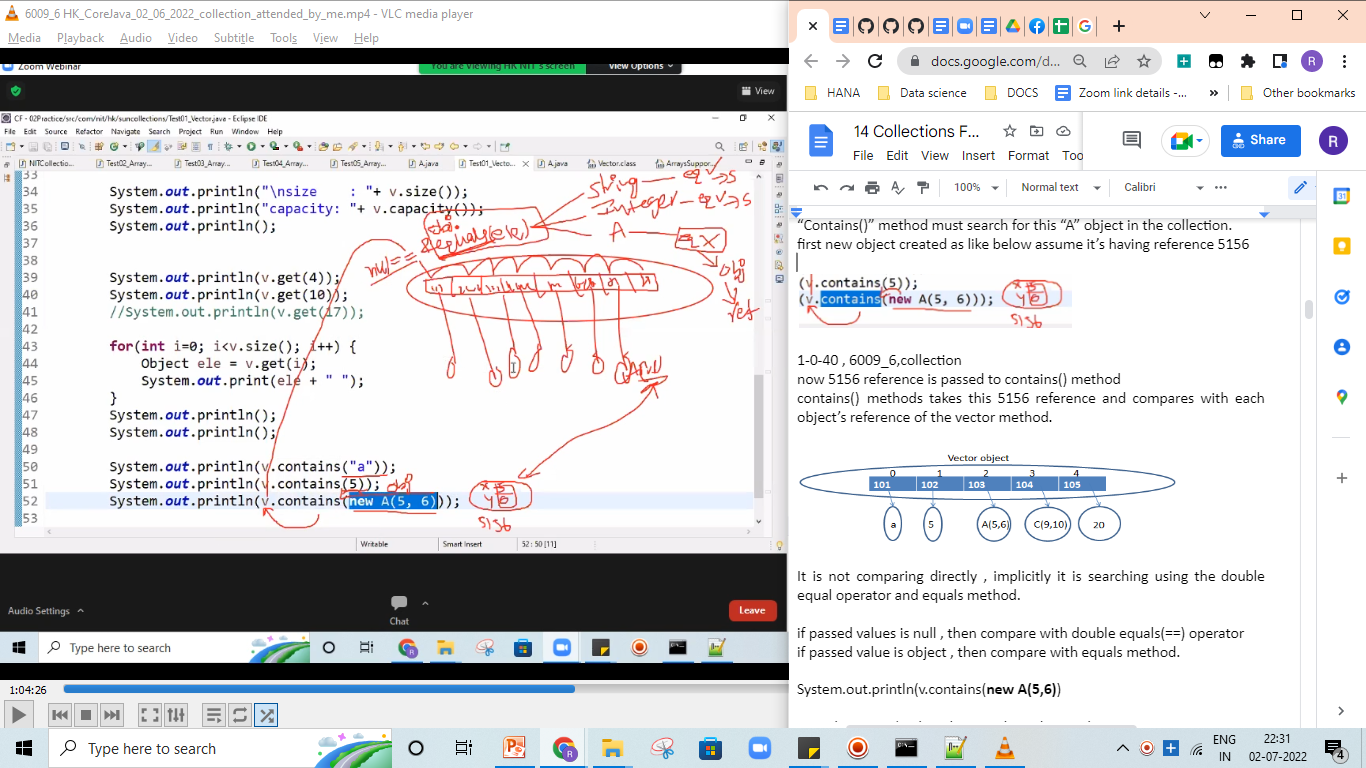 6009_6 HK_CoreJava_02_06_2022_collection_attended_by_me.mp4 - VLC media player
Media Playback Audio Video Subtitle Tools View Help
Zoom Webinar
You are viewing HK NIT's screen View Options
View
CF - 02Practice/src/com/nit/hk/suncollections/Test01_Vector.java - Eclipse IDE
File Edit Source Refactor Navigate Search Project Run Window Help
NITCollectio... Test02_Array... Test03_Array... Test04_Array... Test05_Array... A.java Test01_Vecto... A.java Vector.class ArraysSuppor...
33
34 System.out.println("\nsize : "+ v.size());
35 System.out.println("capacity: "+ v.capacity());
36 System.out.println();
37
38
39 System.out.println(v.get(4));
40 System.out.println(v.get(10));
41 //System.out.println(v.get(17));
42
43 for(int i=0; i<v.size(); i++) {
44 Object ele = v.get(i);
45 System.out.print(ele + " ");
46 }
47 System.out.println();
48 System.out.println();
49
50 System.out.println(v.contains("a"));
51 System.out.println(v.contains(5));
52 System.out.println(v.contains(new A(5, 6)));
53
String — eq
Integer — eq
A — eq X
obj
Yes
null ==
obj
5156
Writable Smart Insert 52 : 50 [11]
Audio Settings
Chat
Leave
Type here to search
1:04:26
docs.google.com/d...
HANA Data science DOCS Zoom link details -... » Other bookmarks
14 Collections F...
File Edit View Insert Format Too
Share
R
100% Normal text Calibri
"Contains()" method must search for this "A" object in the collection.
first new object created as like below assume it's having reference 5156
(v.contains(5));
(v.contains(new A(5, 6)));
5156
1-0-40 , 6009_6,collection
now 5156 reference is passed to contains() method
contains() methods takes this 5156 reference and compares with each
object's reference of the vector method.
Vector object
0 1 2 3 4
101 102 103 104 105
a 5 A(5,6) C(9,10) 20
It is not comparing directly , implicitly it is searching using the double
equal operator and equals method.
if passed values is null , then compare with double equals(==) operator
if passed value is object , then compare with equals method.
System.out.println(v.contains(new A(5,6))
Type here to search
ENG
IN
22:31
02-07-2022
4